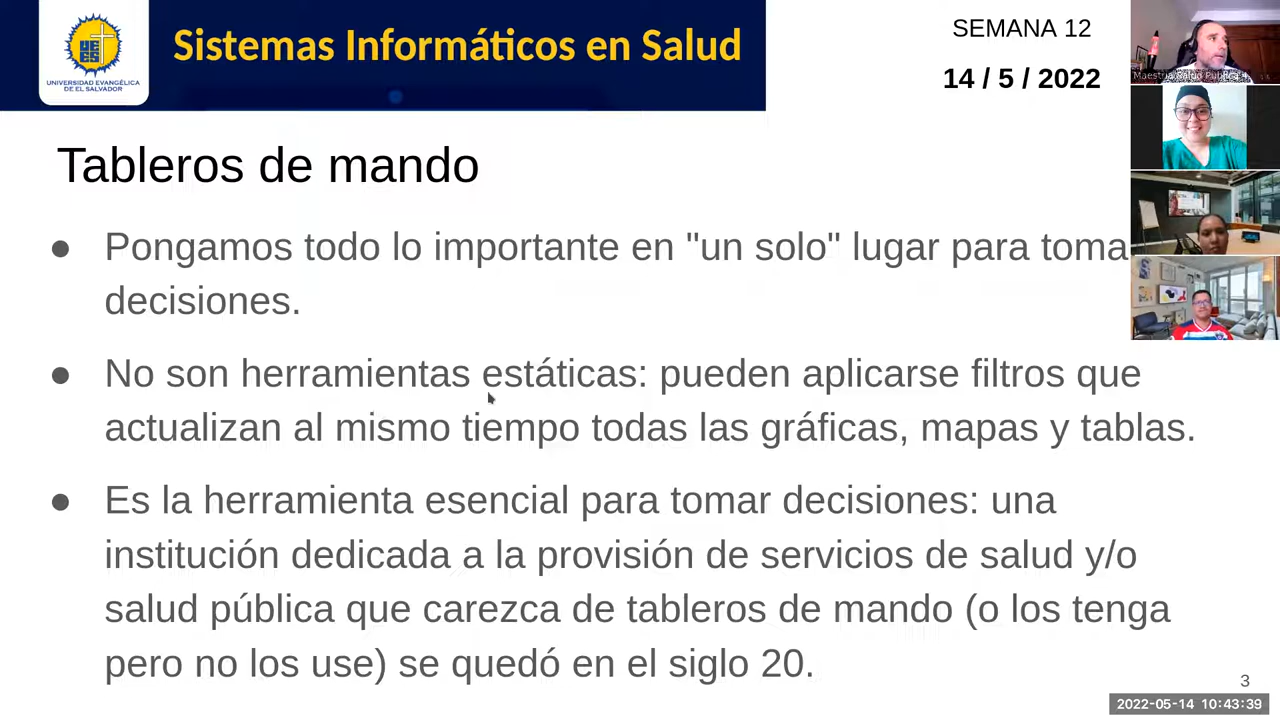 Sistemas Informáticos en Salud
UNIVERSIDAD EVANGÉLICA
DE EL SALVADOR
SEMANA 12
14 / 5 / 2022
Maestría Salud Pública
Tableros de mando
● Pongamos todo lo importante en "un solo" lugar para toma
decisiones.
● No son herramientas estáticas: pueden aplicarse filtros que
actualizan al mismo tiempo todas las gráficas, mapas y tablas.
● Es la herramienta esencial para tomar decisiones: una
institución dedicada a la provisión de servicios de salud y/o
salud pública que carezca de tableros de mando (o los tenga
pero no los use) se quedó en el siglo 20.
3
2022-05-14 10:43:39